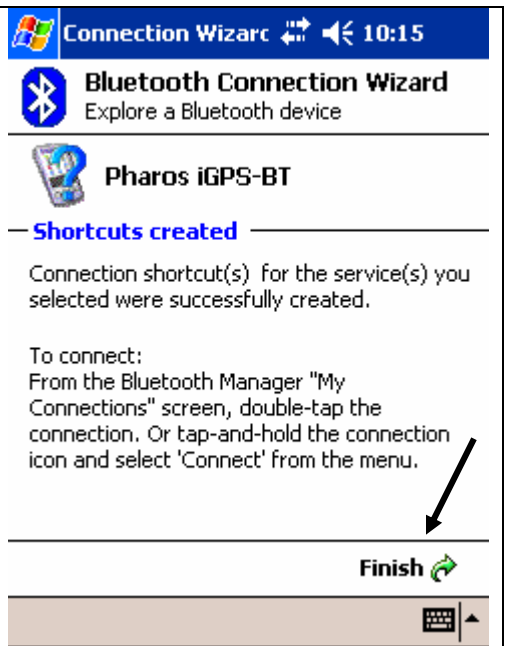 Connection Wizarc 10:15
Bluetooth Connection Wizard
Explore a Bluetooth device
Pharos iGPS-BT
Shortcuts created
Connection shortcut(s) for the service(s) you
selected were successfully created.
To connect:
From the Bluetooth Manager "My
Connections" screen, double-tap the
connection. Or tap-and-hold the connection
icon and select 'Connect' from the menu.
Finish